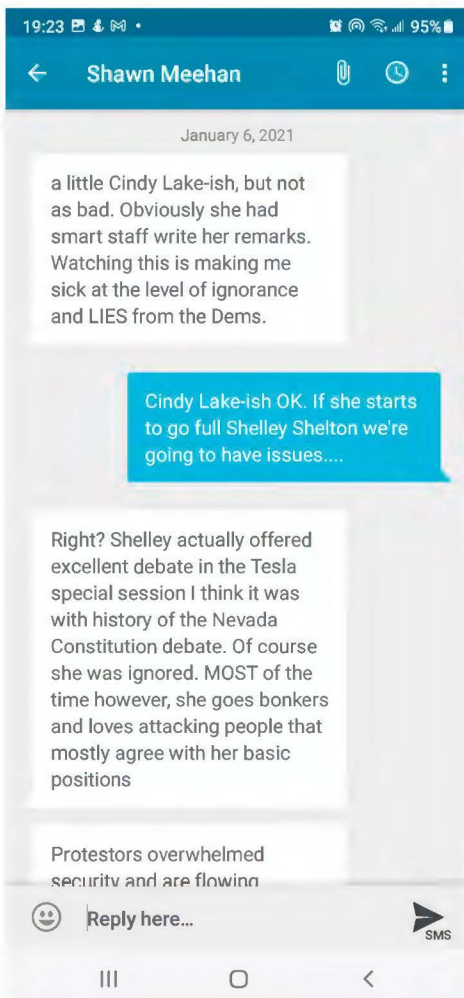 19:23
95%
Shawn Meehan
January 6, 2021
a little Cindy Lake-ish, but not
as bad. Obviously she had
smart staff write her remarks.
Watching this is making me
sick at the level of ignorance
and LIES from the Dems.
Cindy Lake-ish OK. If she starts
to go full Shelley Shelton we're
going to have issues....
Right? Shelley actually offered
excellent debate in the Tesla
special session I think it was
with history of the Nevada
Constitution debate. Of course
she was ignored. MOST of the
time however, she goes bonkers
and loves attacking people that
mostly agree with her basic
positions
Protestors overwhelmed
security and are flowing
Reply here...
SMS